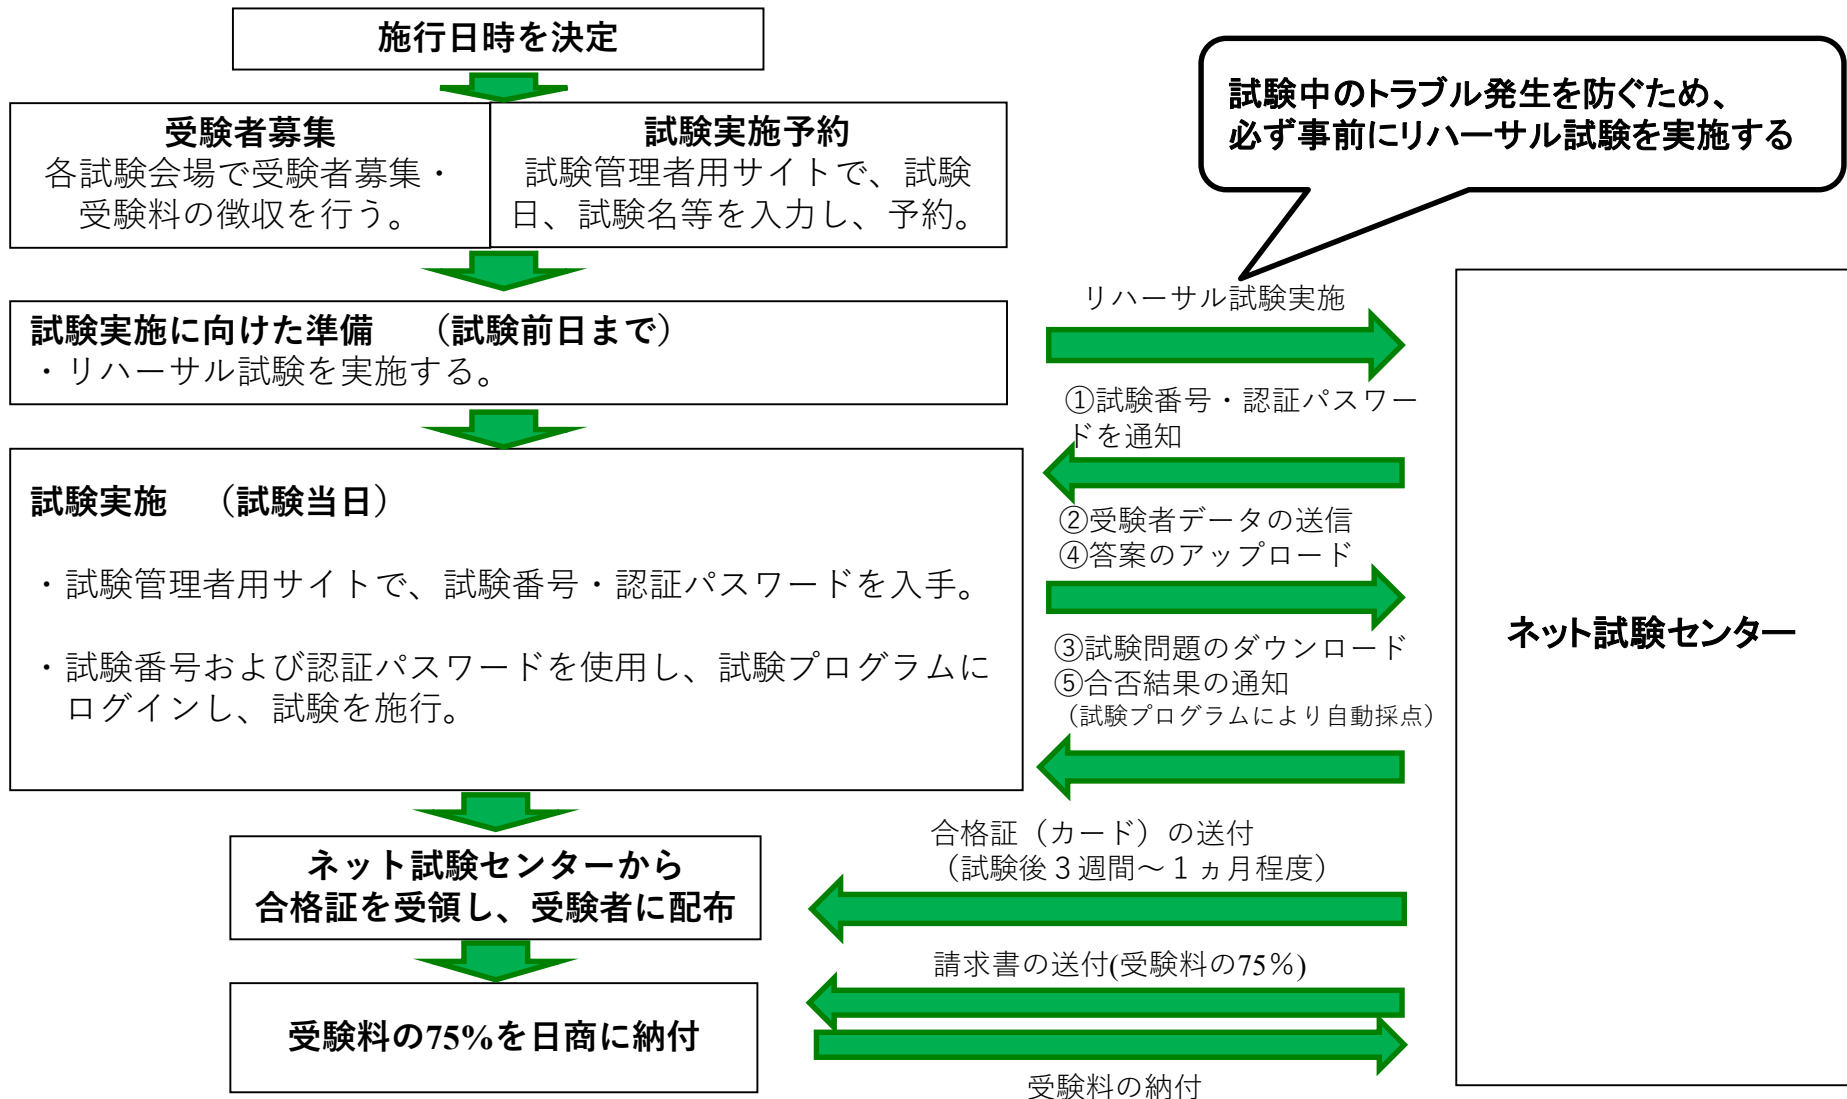 施行日時を決定
受験者募集
各試験会場で受験者募集・
受験料の徴収を行う。
試験実施予約
試験管理者用サイトで、試験
日、試験名等を入力し、予約。
試験中のトラブル発生を防ぐため、
必ず事前にリハーサル試験を実施する
試験実施に向けた準備　（試験前日まで）
・リハーサル試験を実施する。
リハーサル試験実施
①試験番号・認証パスワー
ドを通知
試験実施　（試験当日）
・試験管理者用サイトで、試験番号・認証パスワードを入手。
・試験番号および認証パスワードを使用し、試験プログラムに
ログインし、試験を施行。
②受験者データの送信
④答案のアップロード
③試験問題のダウンロード
⑤合否結果の通知
（試験プログラムにより自動採点）
ネット試験センター
ネット試験センターから
合格証を受領し、受験者に配布
合格証（カード）の送付
（試験後３週間～１ヵ月程度）
請求書の送付(受験料の75％)
受験料の75%を日商に納付
受験料の納付